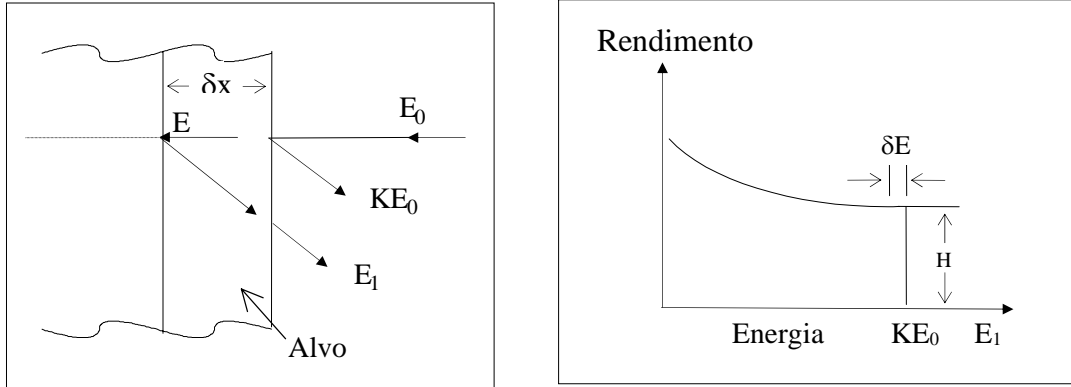 δx
E
E₀
KE₀
E₁
Alvo
Rendimento
δE
H
Energia
KE₀
E₁